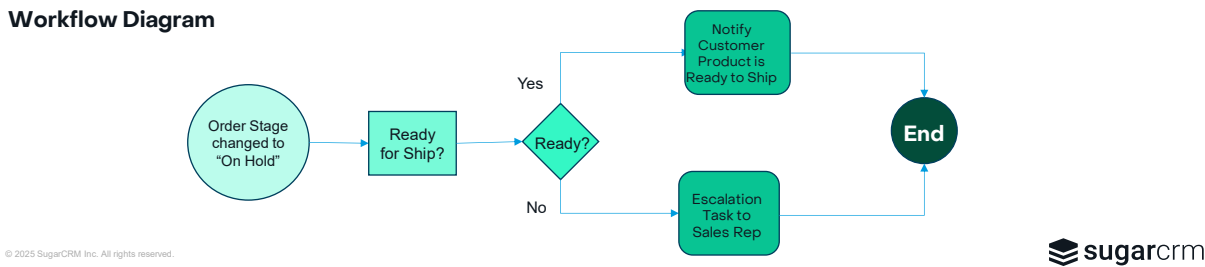 Workflow Diagram
Order Stage
changed to
“On Hold”
Ready
for Ship?
Ready?
Yes
No
Notify
Customer
Product is
Ready to Ship
Escalation
Task to
Sales Rep
End
© 2025 SugarCRM Inc. All rights reserved.
sugarcrm